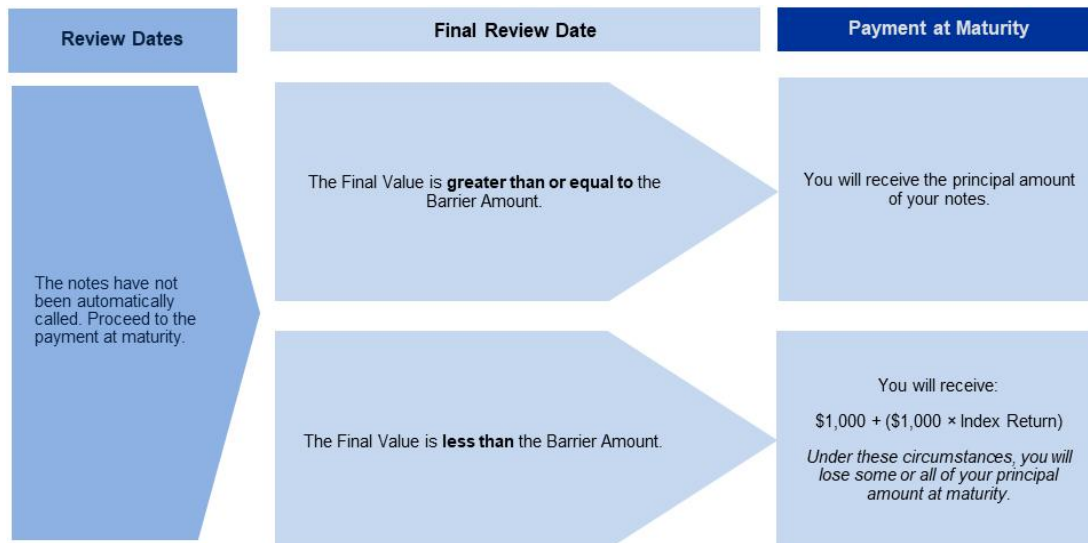 Review Dates
Final Review Date
Payment at Maturity
The notes have not
been automatically
called. Proceed to the
payment at maturity.
The Final Value is greater than or equal to the
Barrier Amount.
You will receive the principal amount
of your notes.
The Final Value is less than the Barrier Amount.
You will receive:
$1,000 + ($1,000 × Index Return)
Under these circumstances, you will
lose some or all of your principal
amount at maturity.